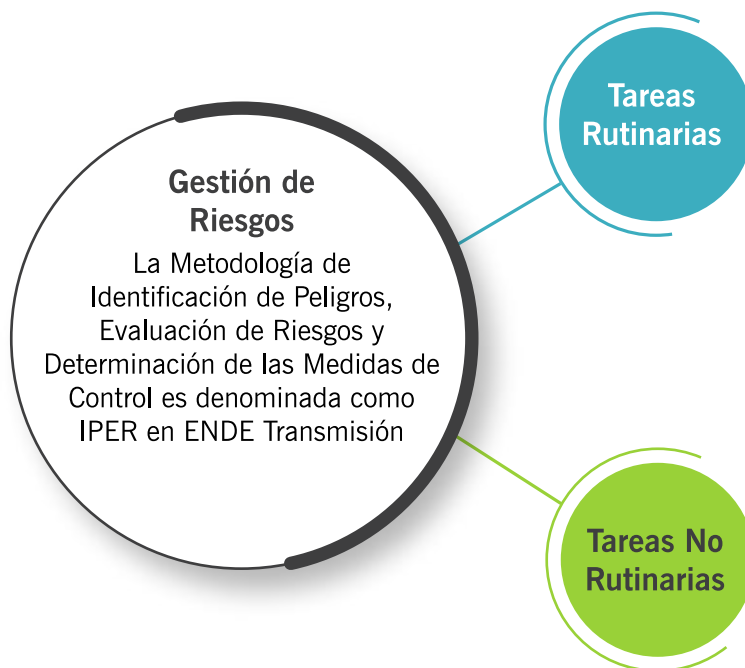 Gestión de
Riesgos
La Metodología de
Identificación de Peligros,
Evaluación de Riesgos y
Determinación de las Medidas de
Control es denominada como
IPER en ENDE Transmisión
Tareas
Rutinarias
Tareas No
Rutinarias